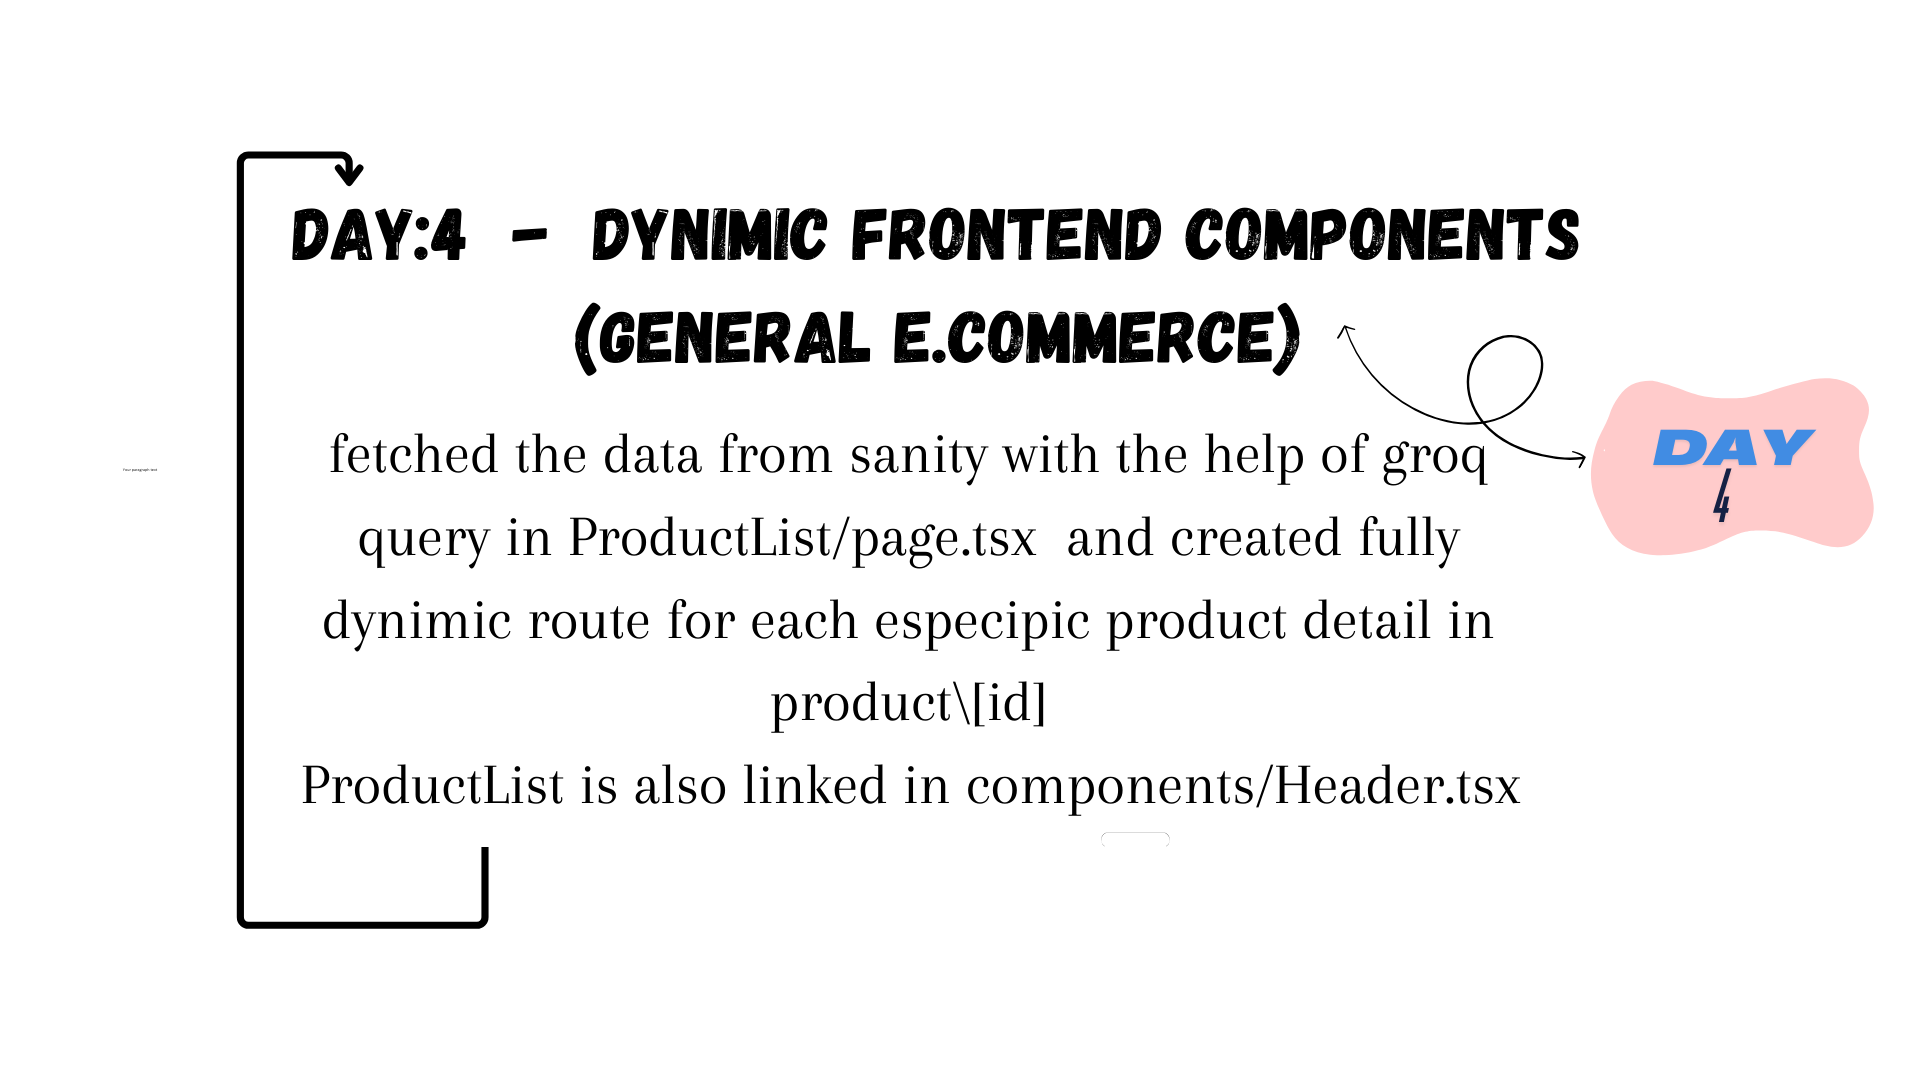 DAY:4 - DYNIMIC FRONTEND COMPONENTS
(GENERAL E.COMMERCE)
fetched the data from sanity with the help of groq
query in ProductList/page.tsx and created fully
dynimic route for each especipic product detail in
product\[id]
ProductList is also linked in components/Header.tsx
DAY
4
Your paragraph text